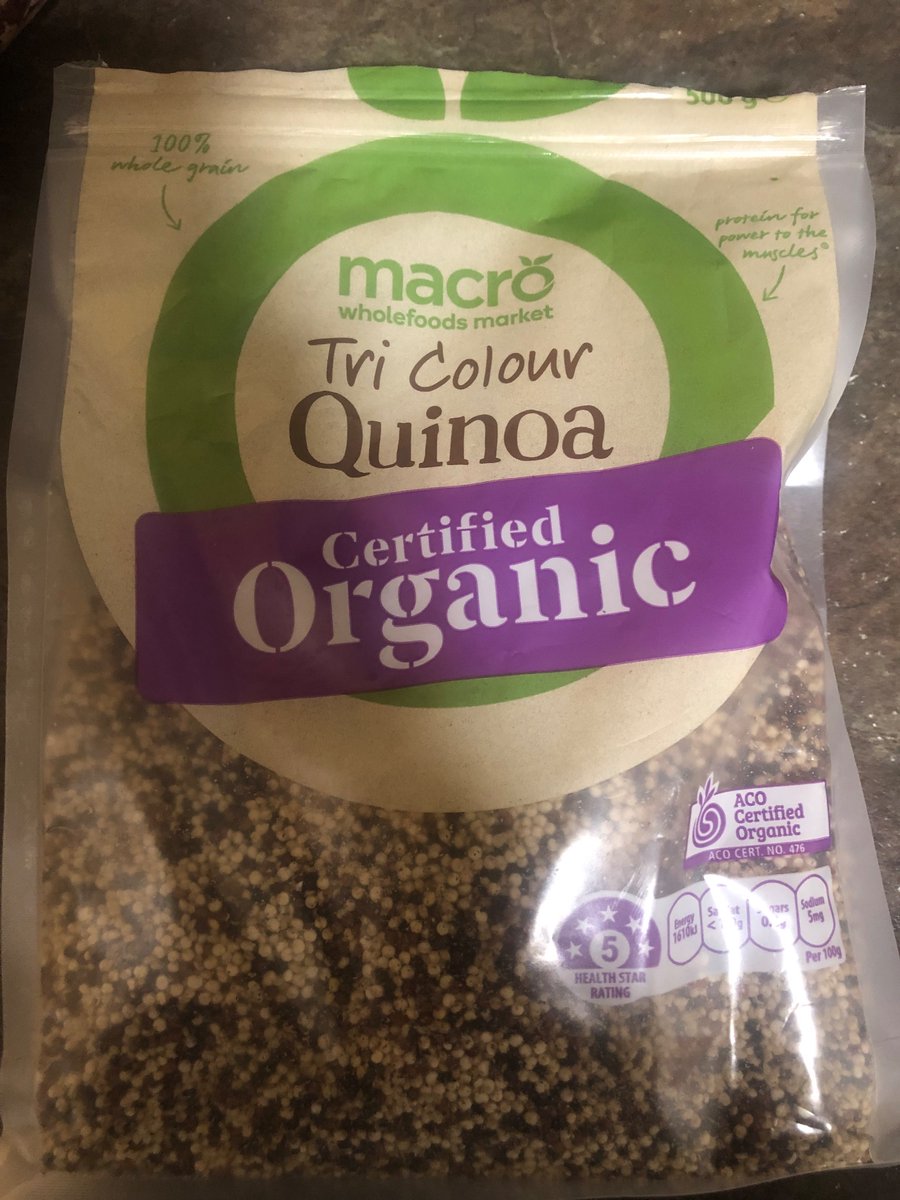 500 g
100%
whole grain
protein for
power to the
muscles
macro
wholefoods market
Tri Colour
Quinoa
Certified
Organic
ACO
Certified
Organic
ACO CERT. NO. 476
5
HEALTH STAR
RATING
Energy
1610kJ
Sodium
5mg
Per 100g